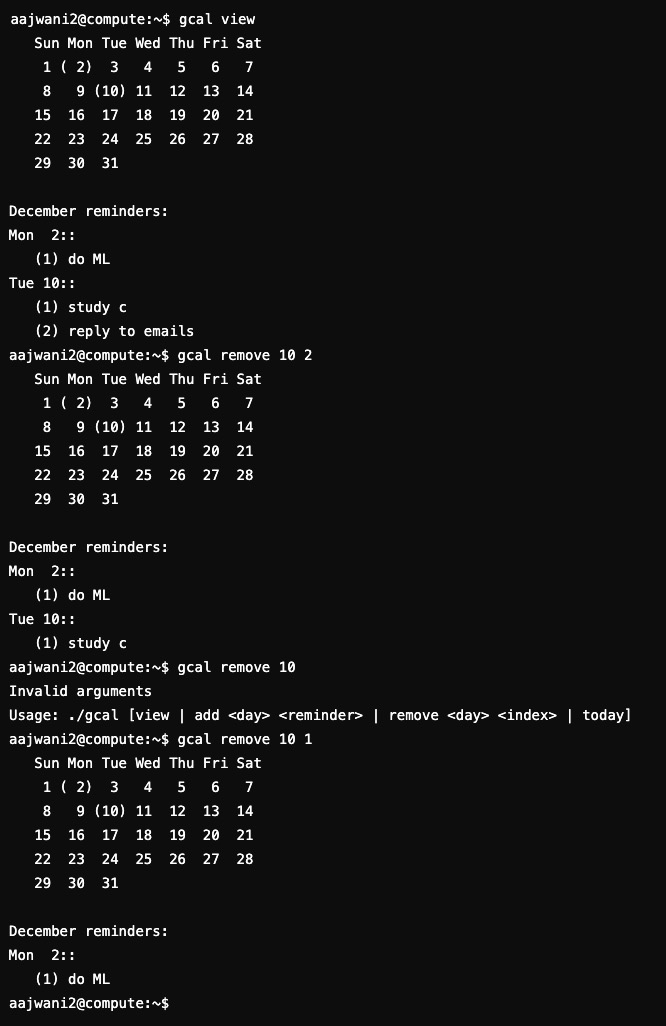 aajwani2@compute:~$ gcal view
   Sun Mon Tue Wed Thu Fri Sat
    1 ( 2)  3   4   5   6   7
    8   9 (10) 11  12  13  14
   15  16  17  18  19  20  21
   22  23  24  25  26  27  28
   29  30  31

December reminders:
Mon  2::
   (1) do ML
Tue 10::
   (1) study c
   (2) reply to emails
aajwani2@compute:~$ gcal remove 10 2
   Sun Mon Tue Wed Thu Fri Sat
    1 ( 2)  3   4   5   6   7
    8   9 (10) 11  12  13  14
   15  16  17  18  19  20  21
   22  23  24  25  26  27  28
   29  30  31

December reminders:
Mon  2::
   (1) do ML
Tue 10::
   (1) study c
aajwani2@compute:~$ gcal remove 10
Invalid arguments
Usage: ./gcal [view | add <day> <reminder> | remove <day> <index> | today]
aajwani2@compute:~$ gcal remove 10 1
   Sun Mon Tue Wed Thu Fri Sat
    1 ( 2)  3   4   5   6   7
    8   9 (10) 11  12  13  14
   15  16  17  18  19  20  21
   22  23  24  25  26  27  28
   29  30  31

December reminders:
Mon  2::
   (1) do ML
aajwani2@compute:~$